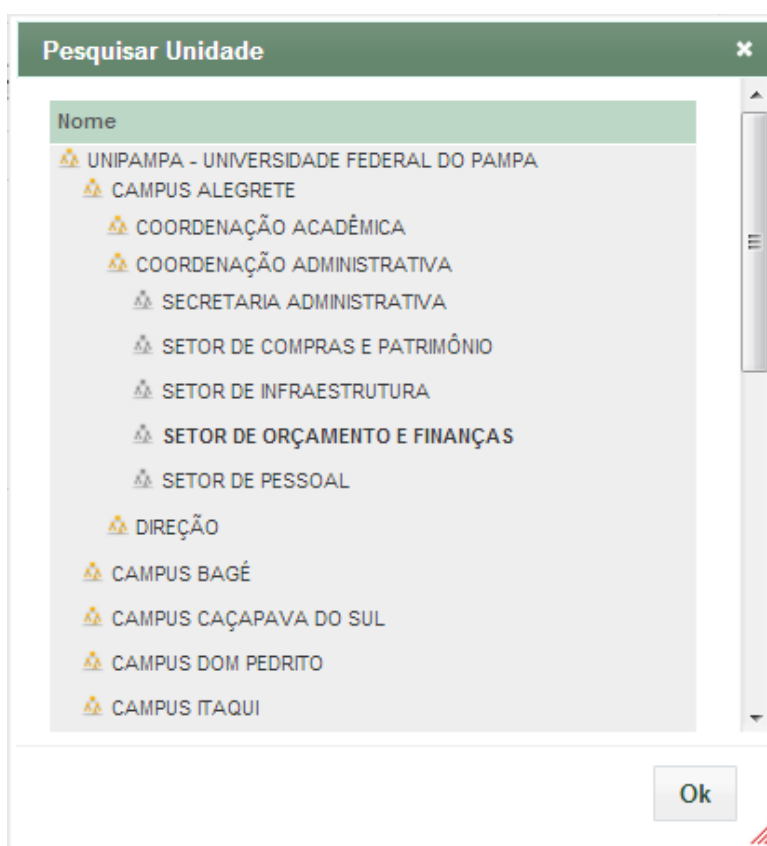 Pesquisar Unidade
Nome
UNIPAMPA - UNIVERSIDADE FEDERAL DO PAMPA
CAMPUS ALEGRETE
COORDENAÇÃO ACADÊMICA
COORDENAÇÃO ADMINISTRATIVA
SECRETARIA ADMINISTRATIVA
SETOR DE COMPRAS E PATRIMÔNIO
SETOR DE INFRAESTRUTURA
SETOR DE ORÇAMENTO E FINANÇAS
SETOR DE PESSOAL
DIREÇÃO
CAMPUS BAGÉ
CAMPUS CAÇAPAVA DO SUL
CAMPUS DOM PEDRITO
CAMPUS ITAQUI
Ok